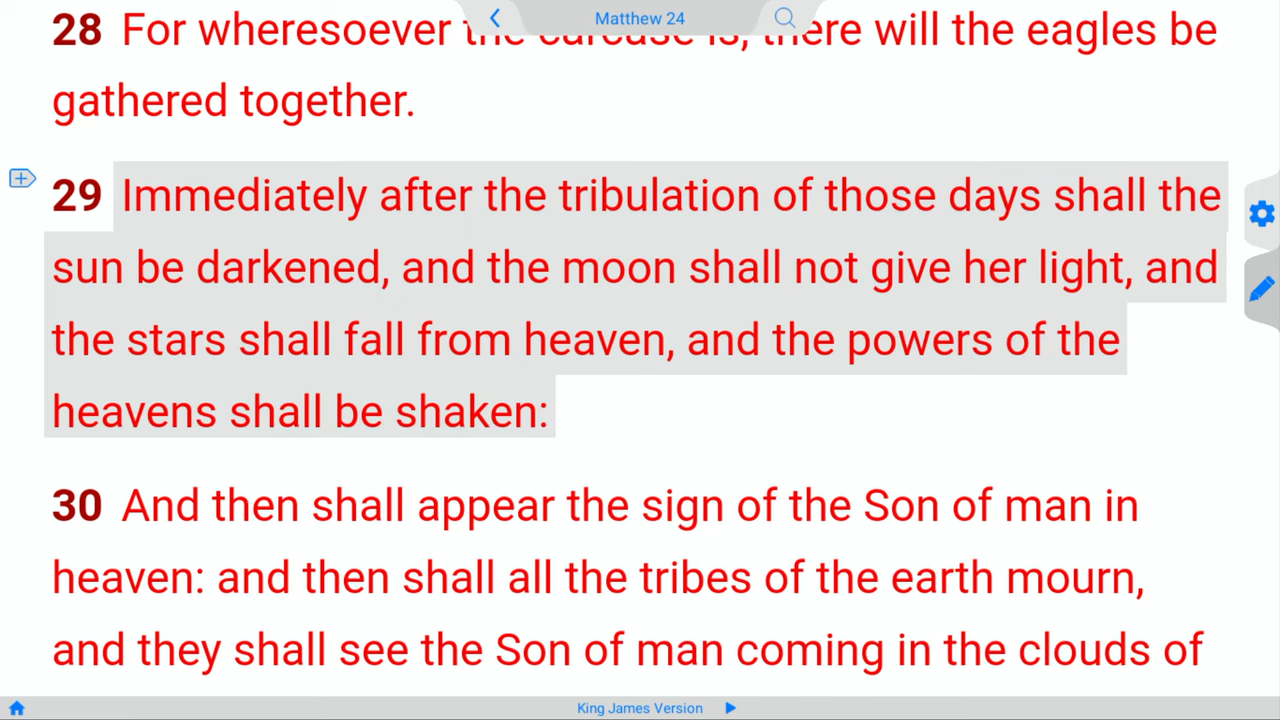 Matthew 24
28 For wheresoever the carcase is, there will the eagles be
gathered together.
29 Immediately after the tribulation of those days shall the
sun be darkened, and the moon shall not give her light, and
the stars shall fall from heaven, and the powers of the
heavens shall be shaken:
30 And then shall appear the sign of the Son of man in
heaven: and then shall all the tribes of the earth mourn,
and they shall see the Son of man coming in the clouds of
King James Version